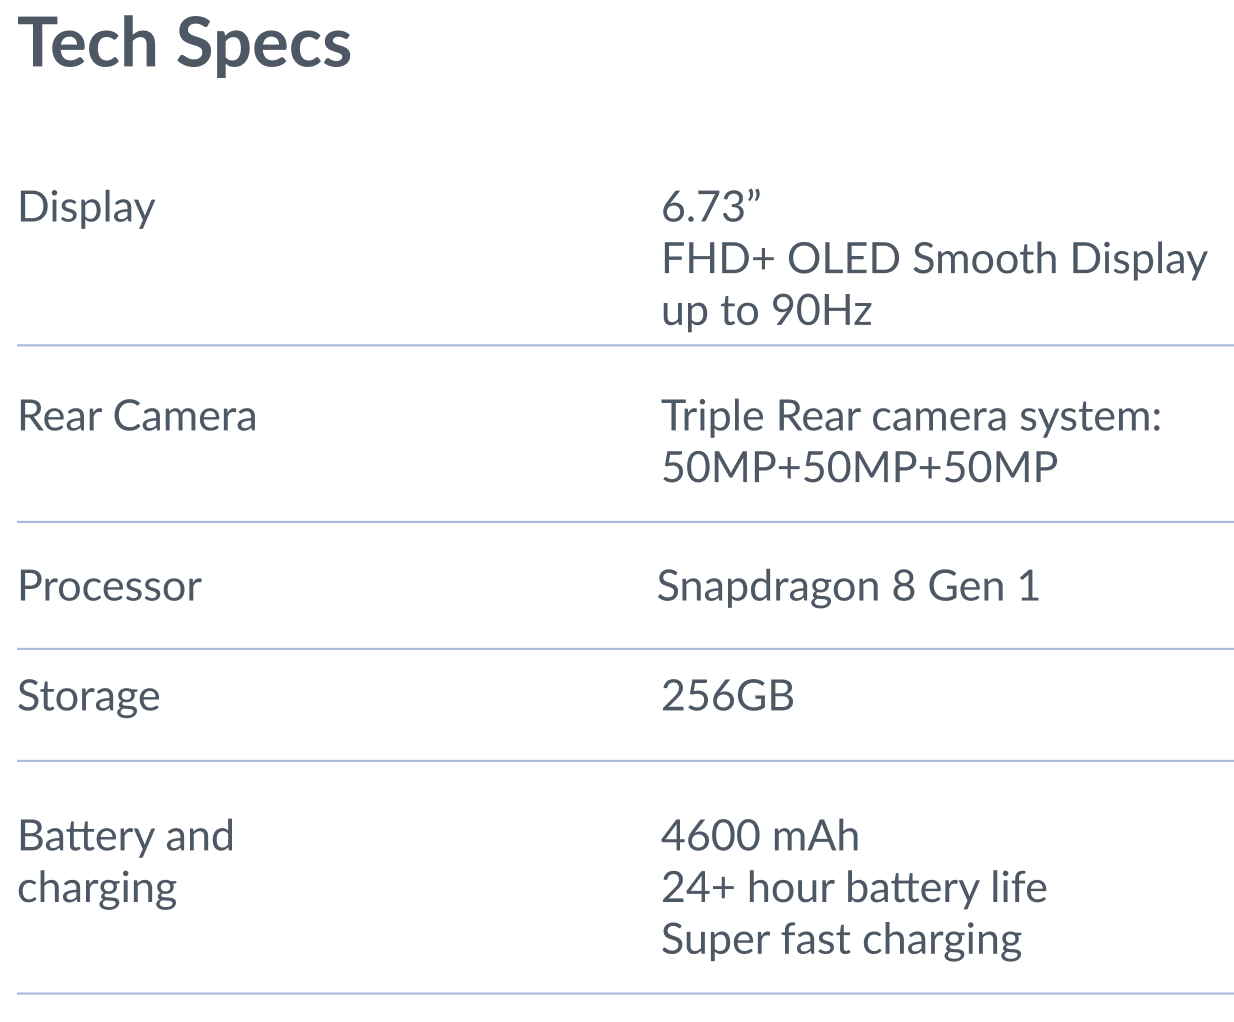 Tech Specs
Display
6.73”
FHD+ OLED Smooth Display
up to 90Hz
Rear Camera
Triple Rear camera system:
50MP+50MP+50MP
Processor
Snapdragon 8 Gen 1
Storage
256GB
Battery and
charging
4600 mAh
24+ hour battery life
Super fast charging